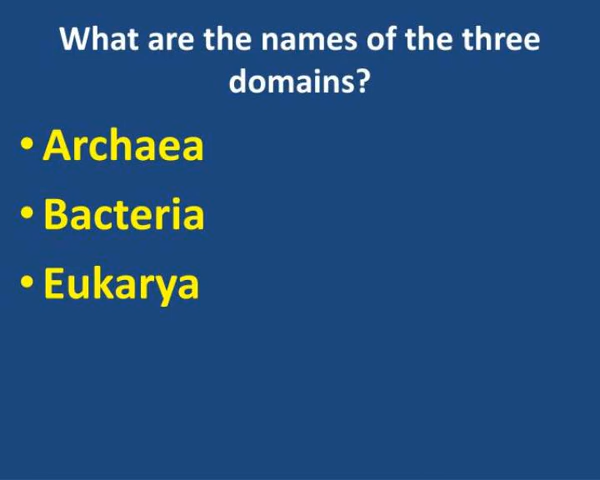 What are the names of the three
domains?
• Archaea
• Bacteria
• Eukarya